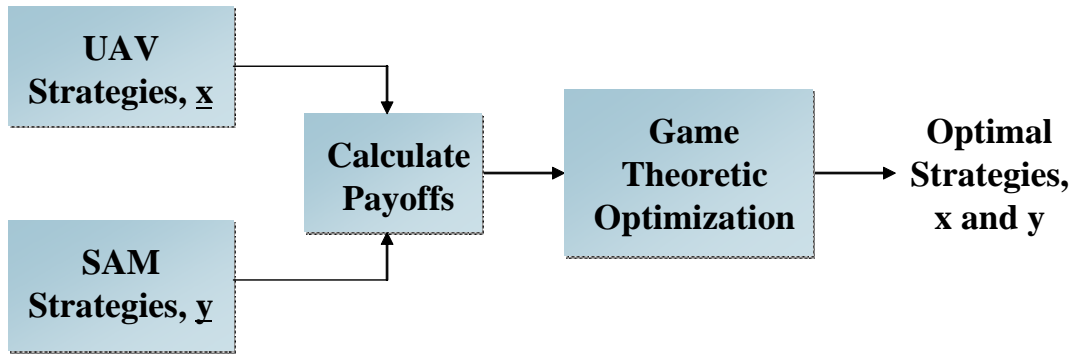 UAV
Strategies, x
SAM
Strategies, y
Calculate
Payoffs
Game
Theoretic
Optimization
Optimal
Strategies,
x and y